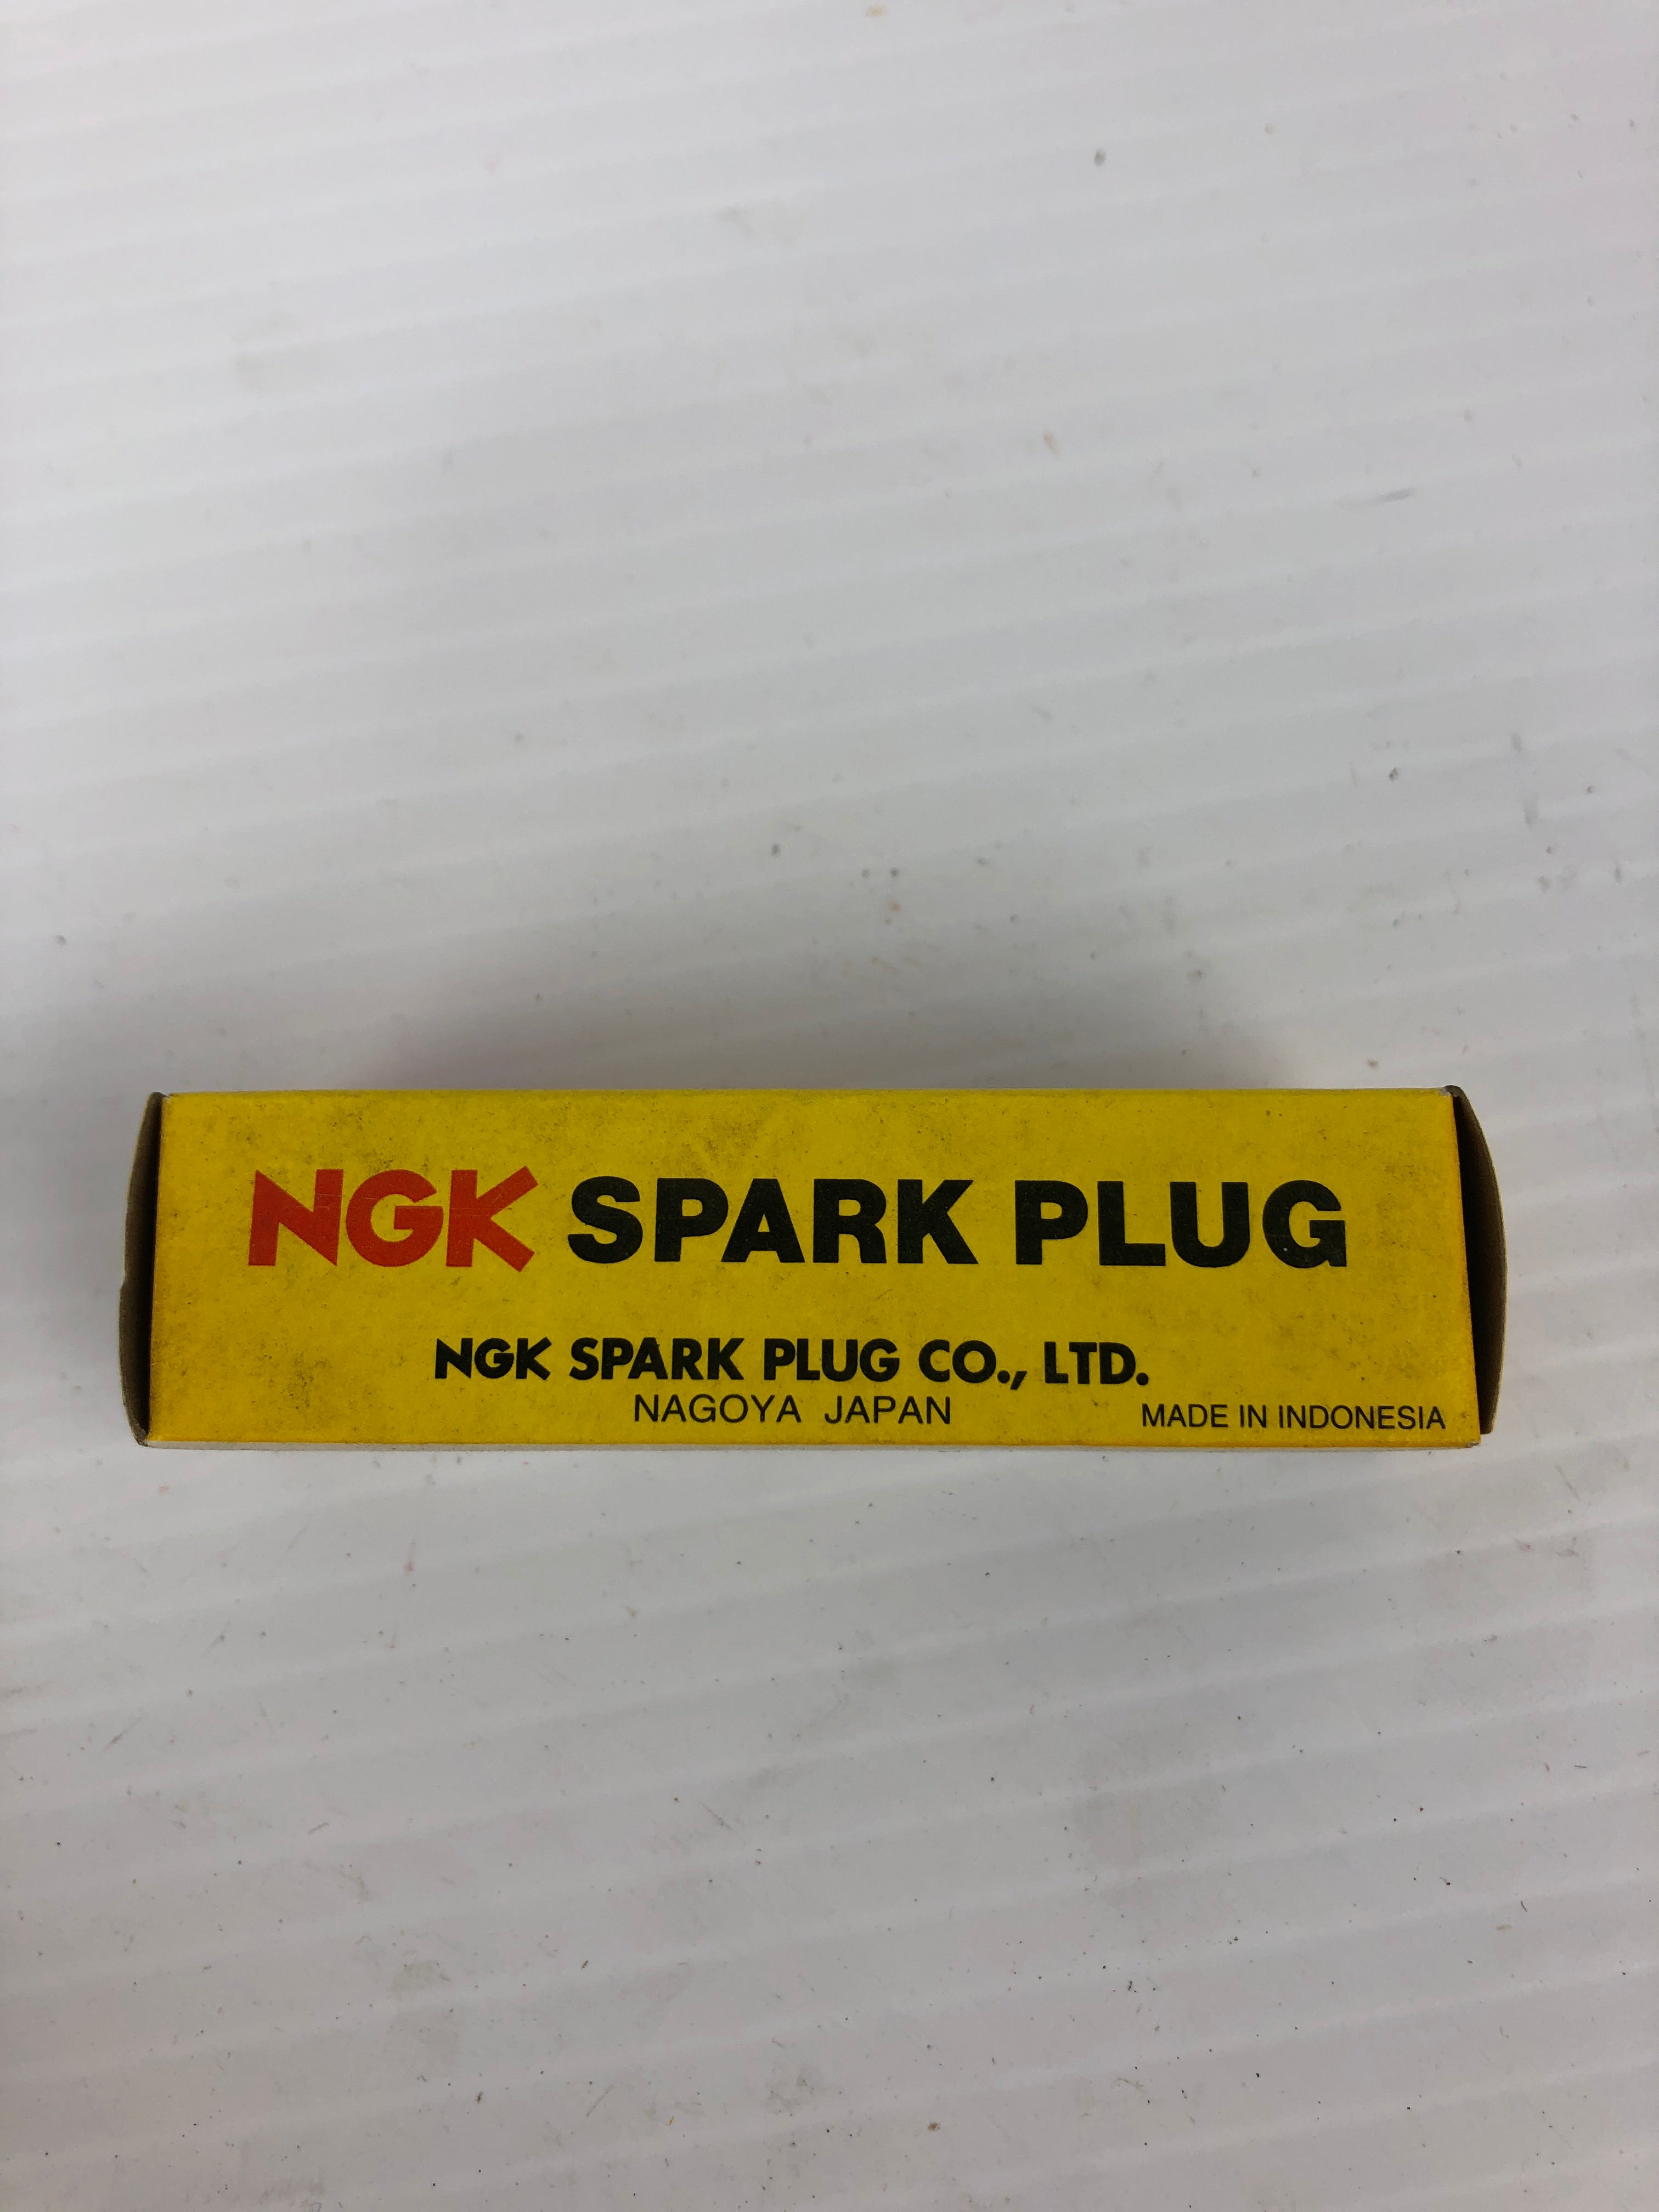 NGK SPARK PLUG
NGK SPARK PLUG CO., LTD.
NAGOYA JAPAN
MADE IN INDONESIA